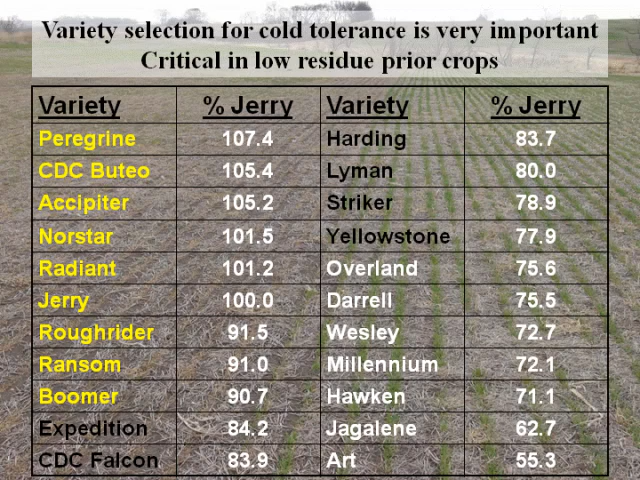 Variety selection for cold tolerance is very important
Critical in low residue prior crops
Variety % Jerry Variety % Jerry
Peregrine 107.4 Harding 83.7
CDC Buteo 105.4 Lyman 80.0
Accipiter 105.2 Striker 78.9
Norstar 101.5 Yellowstone 77.9
Radiant 101.2 Overland 75.6
Jerry 100.0 Darrell 75.5
Roughrider 91.5 Wesley 72.7
Ransom 91.0 Millennium 72.1
Boomer 90.7 Hawken 71.1
Expedition 84.2 Jagalene 62.7
CDC Falcon 83.9 Art 55.3